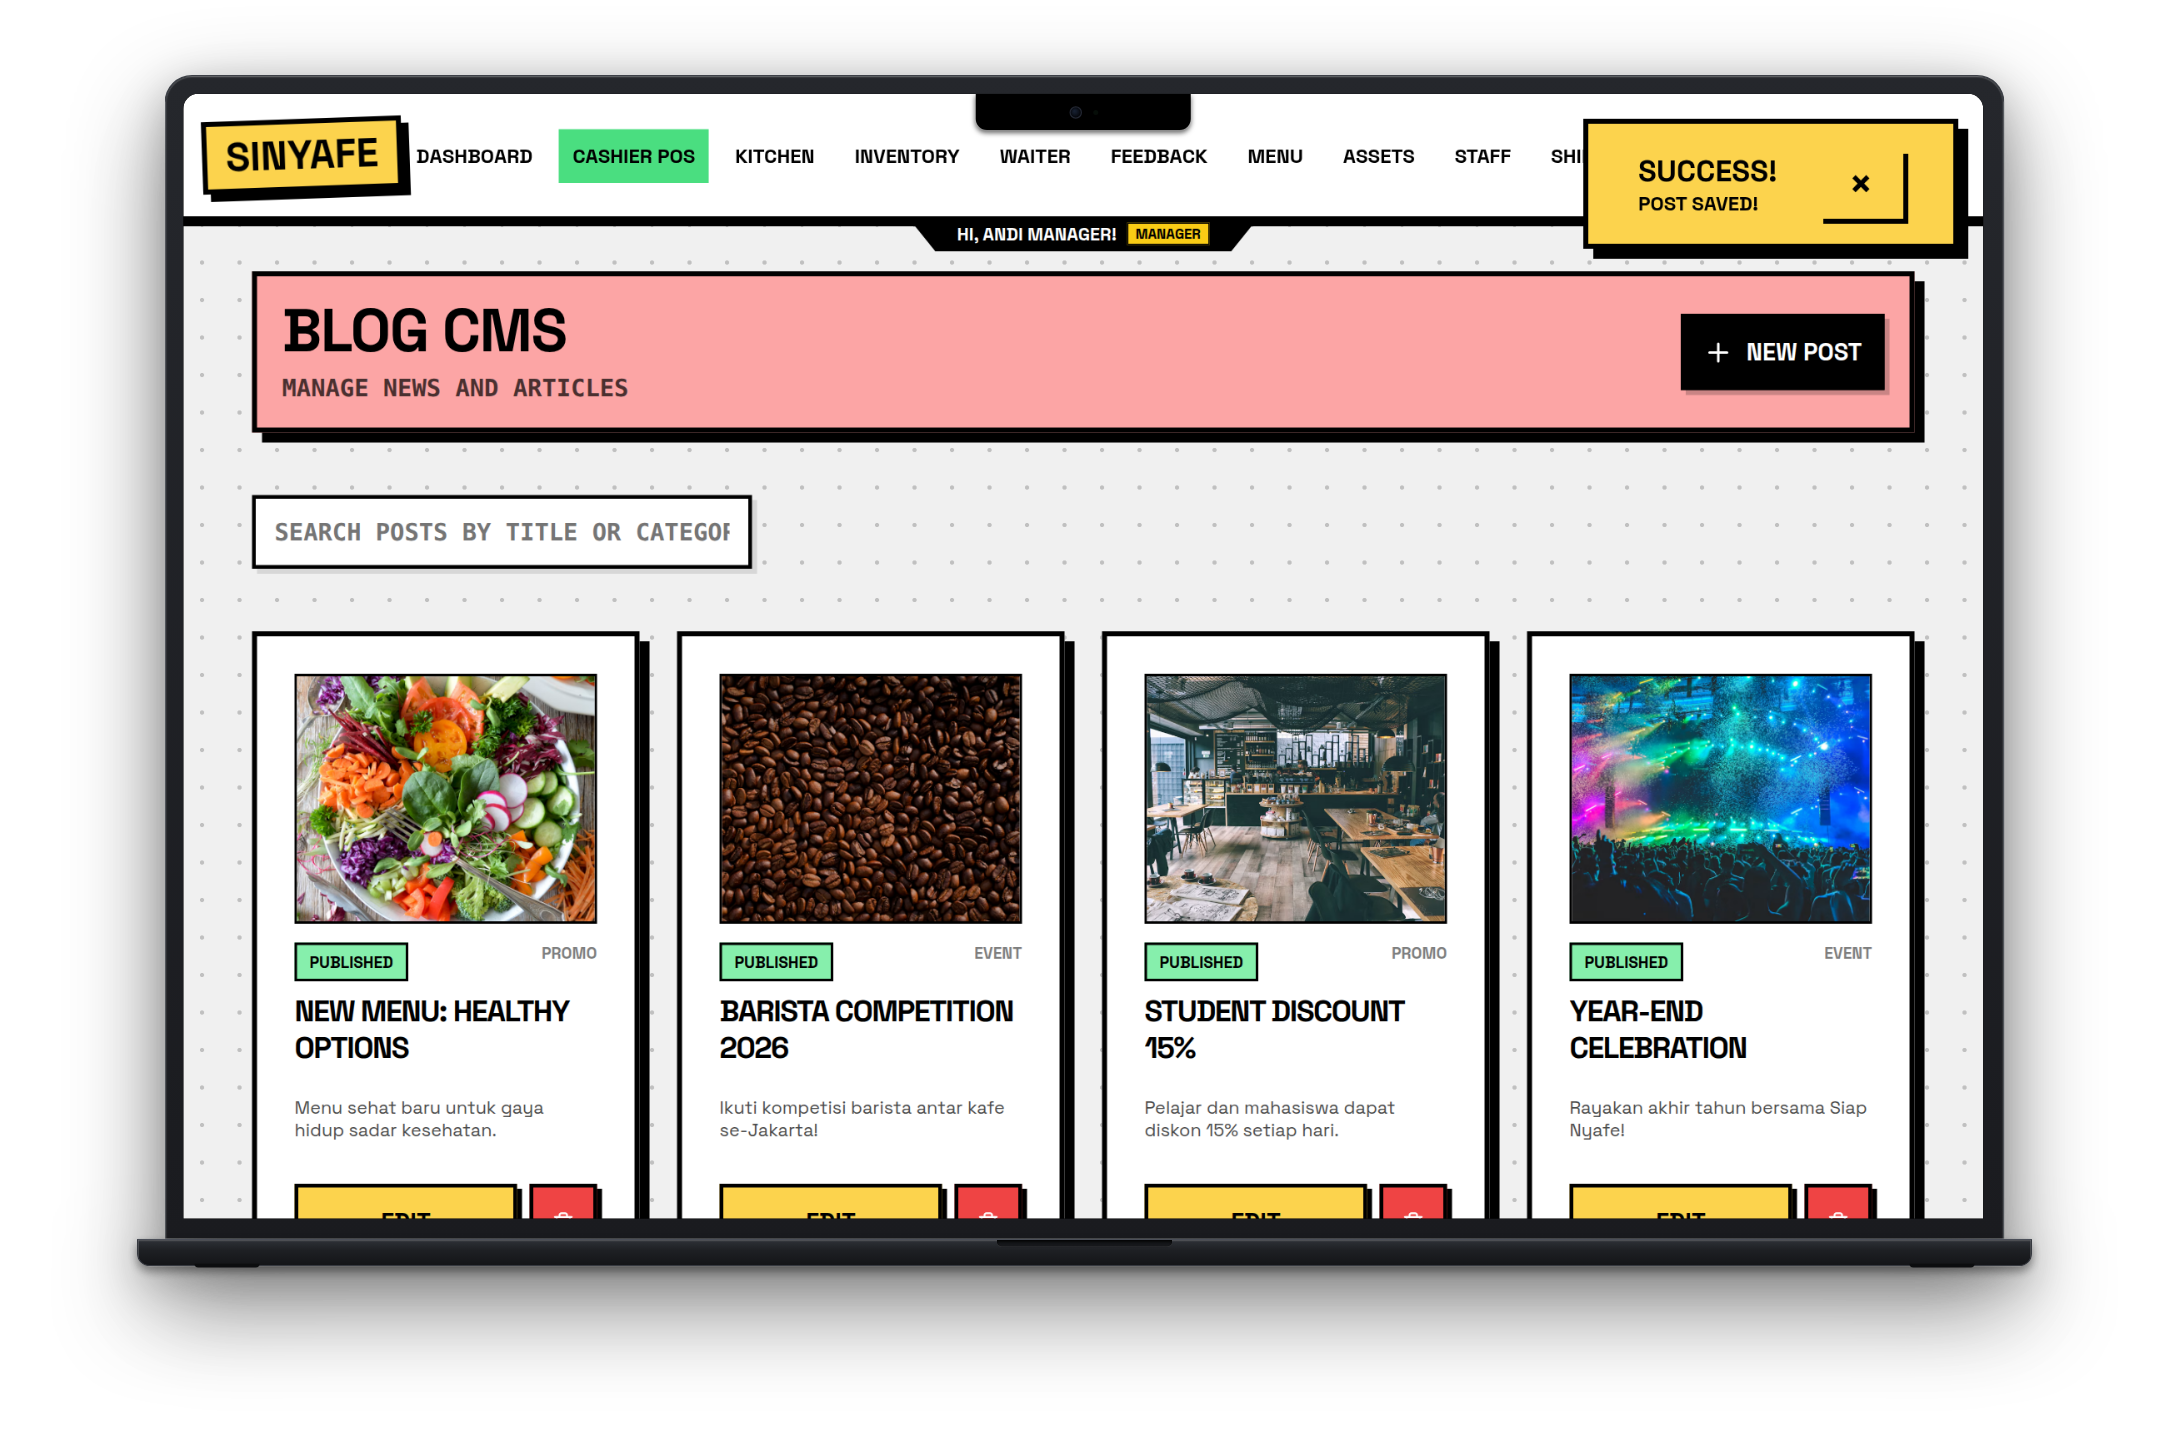 SINYAFE
DASHBOARD CASHIER POS KITCHEN INVENTORY WAITER FEEDBACK MENU ASSETS STAFF
SUCCESS!
POST SAVED!
HI, ANDI MANAGER! MANAGER
BLOG CMS
MANAGE NEWS AND ARTICLES
+ NEW POST
SEARCH POSTS BY TITLE OR
PUBLISHED PROMO
NEW MENU: HEALTHY
OPTIONS
Menu sehat baru untuk gaya
hidup sadar kesehatan.
EDIT
PUBLISHED EVENT
BARISTA COMPETITION
2026
Ikuti kompetisi barista antar kafe
se-Jakarta!
EDIT
PUBLISHED PROMO
STUDENT DISCOUNT
15%
Pelajar dan mahasiswa dapat
diskon 15% setiap hari.
EDIT
PUBLISHED EVENT
YEAR-END
CELEBRATION
Rayakan akhir tahun bersama Siap
Nyafe!
EDIT